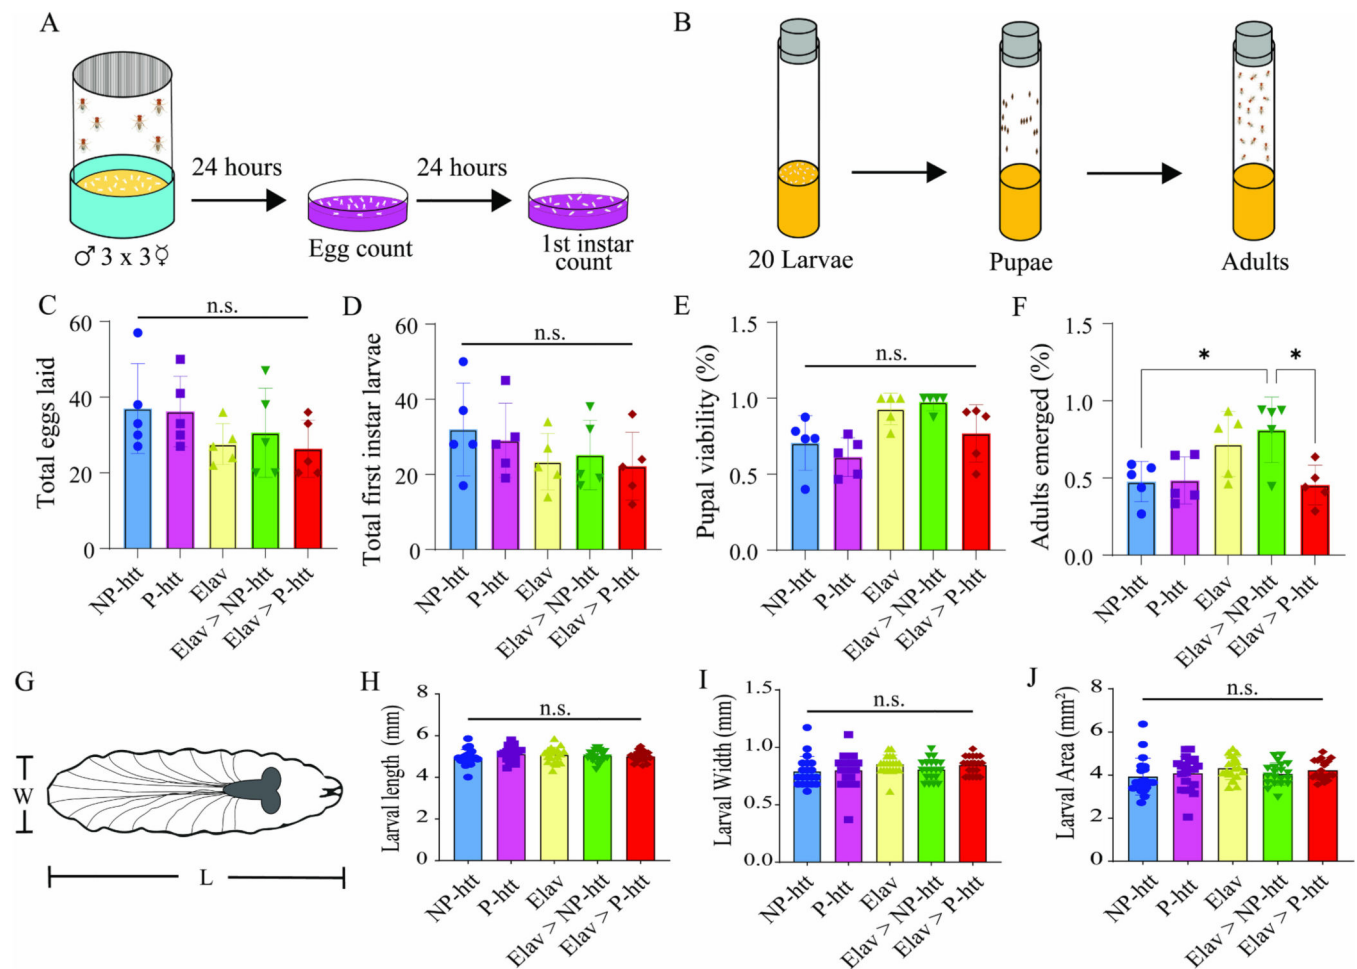 A
B
24 hours
24 hours
♂ 3 x 3 ☿
Egg count
1st instar
count
20 Larvae
Pupae
Adults
C
n.s.
Total eggs laid
60
40
20
0
NP-htt
P-htt
Elav
Elav > NP-htt
Elav > P-htt
D
n.s.
Total first instar larvae
60
40
20
0
NP-htt
P-htt
Elav
Elav > NP-htt
Elav > P-htt
E
n.s.
Pupal viability (%)
1.5
1.0
0.5
0.0
NP-htt
P-htt
Elav
Elav > NP-htt
Elav > P-htt
F
*
*
Adults emerged (%)
1.5
1.0
0.5
0.0
NP-htt
P-htt
Elav
Elav > NP-htt
Elav > P-htt
G
W
L
H
n.s.
Larval length (mm)
8
6
4
2
0
NP-htt
P-htt
Elav
Elav > NP-htt
Elav > P-htt
I
n.s.
Larval Width (mm)
1.5
1.0
0.5
0.0
NP-htt
P-htt
Elav
Elav > NP-htt
Elav > P-htt
J
n.s.
Larval Area (mm²)
8
6
4
2
0
NP-htt
P-htt
Elav
Elav > NP-htt
Elav > P-htt